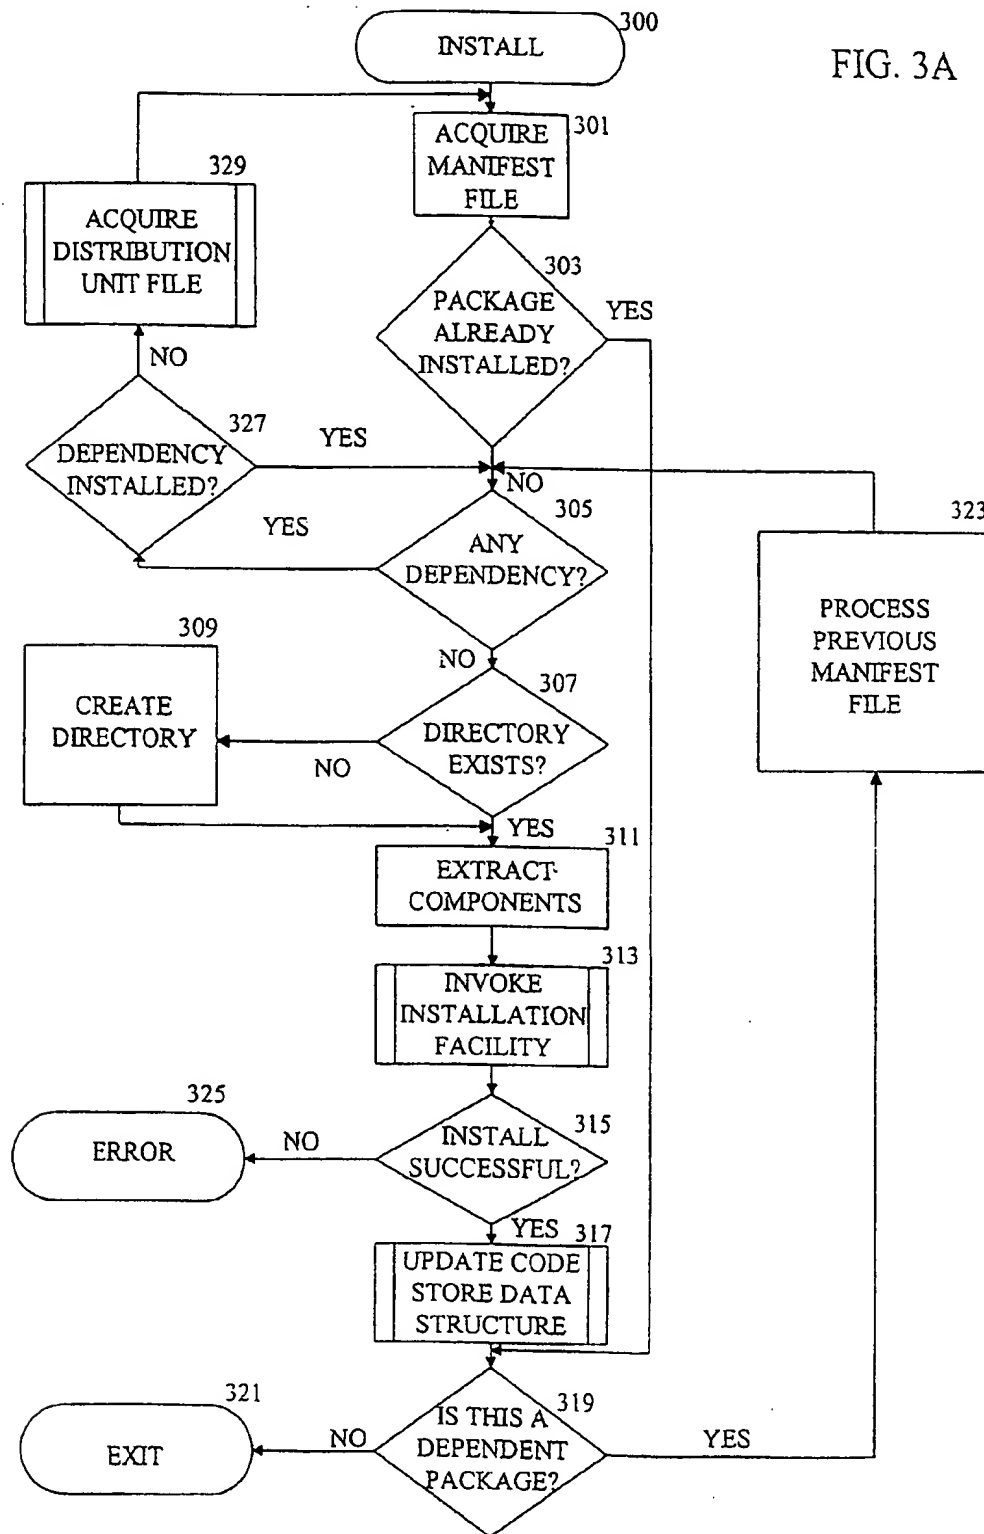 INSTALL
300
FIG. 3A
ACQUIRE
MANIFEST
FILE
301
329
ACQUIRE
DISTRIBUTION
UNIT FILE
303
PACKAGE
ALREADY
INSTALLED?
YES
NO
327
DEPENDENCY
INSTALLED?
YES
NO
305
YES
ANY
DEPENDENCY?
323
PROCESS
PREVIOUS
MANIFEST
FILE
309
CREATE
DIRECTORY
NO
307
DIRECTORY
EXISTS?
NO
YES
311
EXTRACT
COMPONENTS
313
INVOKE
INSTALLATION
FACILITY
325
ERROR
NO
315
INSTALL
SUCCESSFUL?
YES
317
UPDATE CODE
STORE DATA
STRUCTURE
321
EXIT
NO
319
IS THIS A
DEPENDENT
PACKAGE?
YES